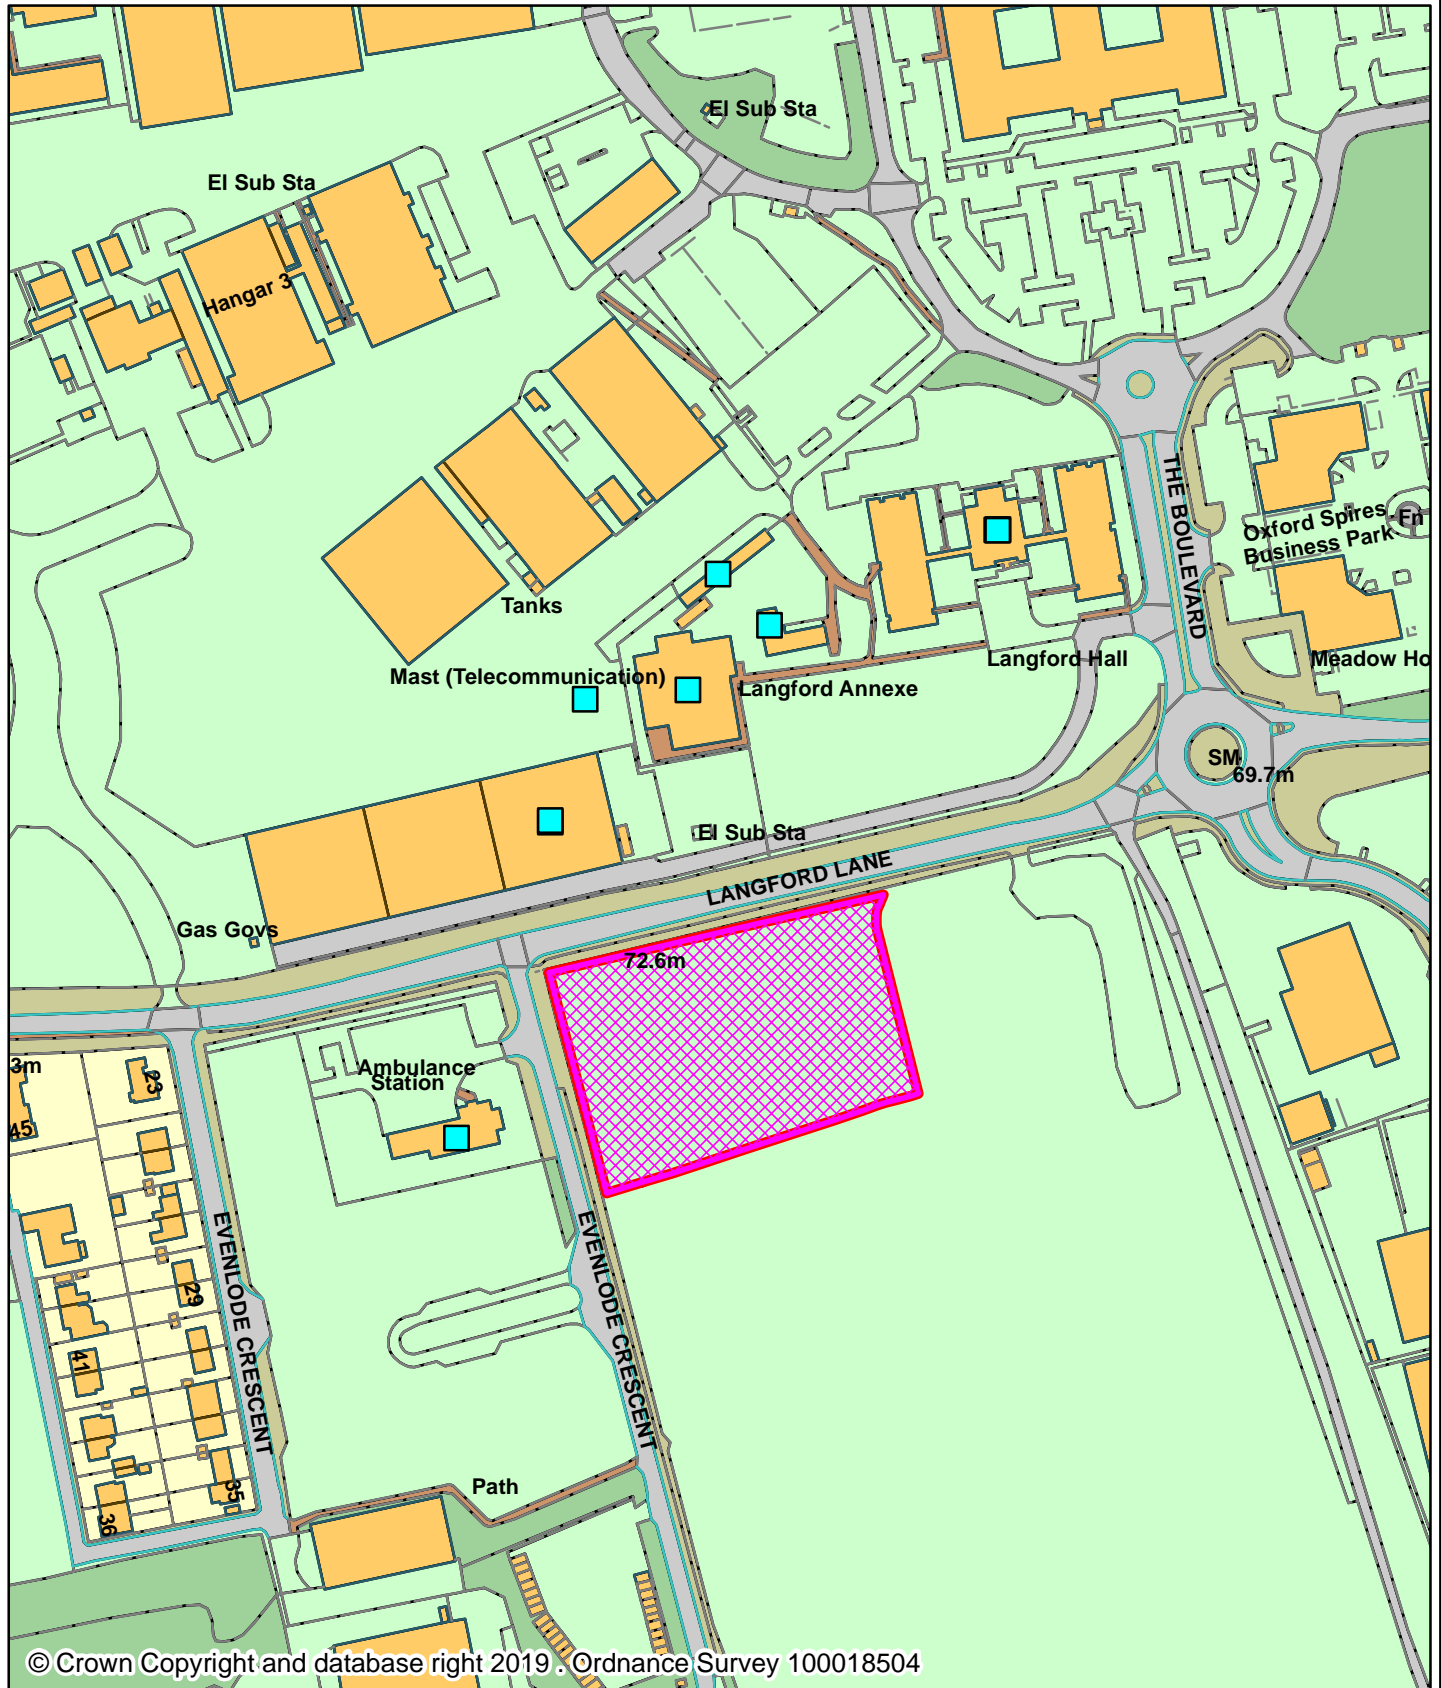 El Sub Sta
El Sub Sta
Hangar 3
THE BOULEVARD
Oxford Spires
Business Park
Fn
Tanks
Langford Hall
Meadow Ho
Mast (Telecommunication)
Langford Annexe
SM
69.7m
El Sub Sta
LANGFORD LANE
Gas Govs
72.6m
3m
23
Ambulance
Station
45
EVENLODE CRESCENT
EVENLODE CRESCENT
29
41
Path
35
36
© Crown Copyright and database right 2019 . Ordnance Survey 100018504